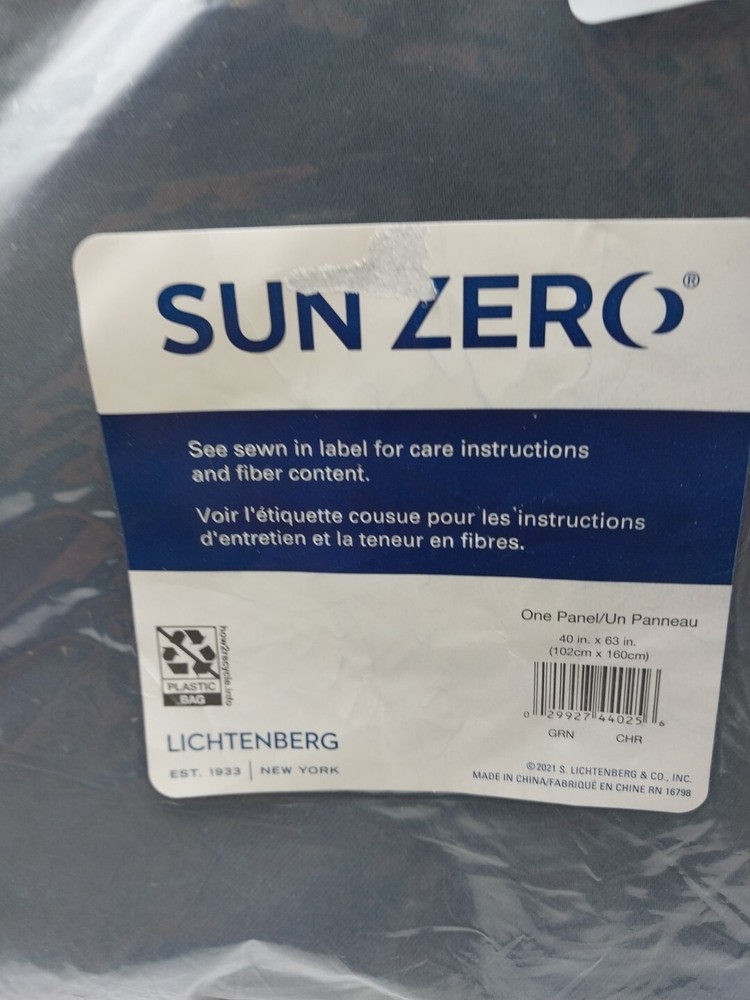 SUN ZERO®
See sewn in label for care instructions
and fiber content.
Voir l'étiquette cousue pour les instructions
d'entretien et la teneur en fibres.
how2recycle.info
PLASTIC
BAG
LICHTENBERG
EST. 1933 | NEW YORK
One Panel/Un Panneau
40 in. x 63 in.
(102cm x 160cm)
0 29927 44025 6
GRN CHR
©2021 S. LICHTENBERG & CO., INC.
MADE IN CHINA/FABRIQUÉ EN CHINE RN 16798